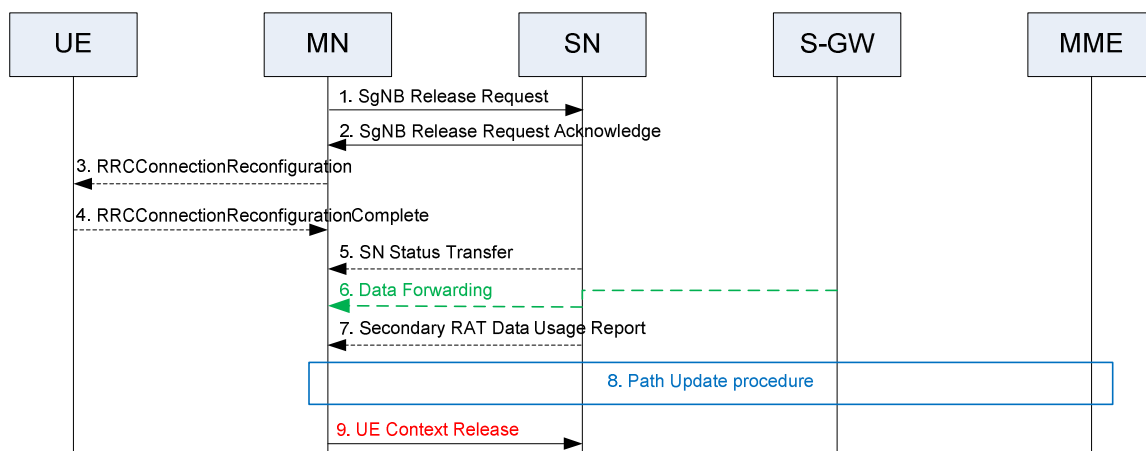 UE
MN
SN
S-GW
MME
1. SgNB Release Request
2. SgNB Release Request Acknowledge
3. RRCConnectionReconfiguration
4. RRCConnectionReconfigurationComplete
5. SN Status Transfer
6. Data Forwarding
7. Secondary RAT Data Usage Report
8. Path Update procedure
9. UE Context Release